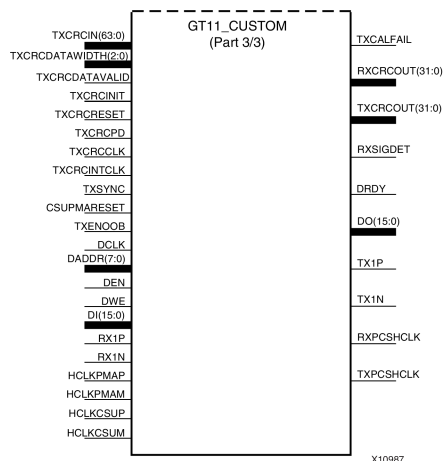 GT11_CUSTOM
(Part 3/3)
TXCRCIN(63:0)
TXCRCDATAWIDTH(2:0)
TXCRCDATAVALID
TXCRCINIT
TXCRCRESET
TXCRCPD
TXCRCCLK
TXCRCINTCLK
TXSYNC
CSUPMARESET
TXENOOB
DCLK
DADDR(7:0)
DEN
DWE
DI(15:0)
RX1P
RX1N
HCLKPMAP
HCLKPMAM
HCLKCSUP
HCLKCSUM
TXCALFAIL
RXCRCOUT(31:0)
TXCRCOUT(31:0)
RXSIGDET
DRDY
DO(15:0)
TX1P
TX1N
RXPCSHCLK
TXPCSHCLK
X10987